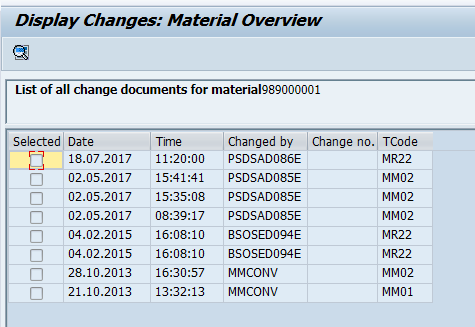 Display Changes: Material Overview
List of all change documents for material989000001
Selected Date Time Changed by Change no. TCode
18.07.2017 11:20:00 PSDSAD086E MR22
02.05.2017 15:41:41 PSDSAD085E MM02
02.05.2017 15:35:08 PSDSAD085E MM02
02.05.2017 08:39:17 PSDSAD085E MM02
04.02.2015 16:08:10 BSOSED094E MR22
04.02.2015 16:08:10 BSOSED094E MR22
28.10.2013 16:30:57 MMCONV MM02
21.10.2013 13:32:13 MMCONV MM01